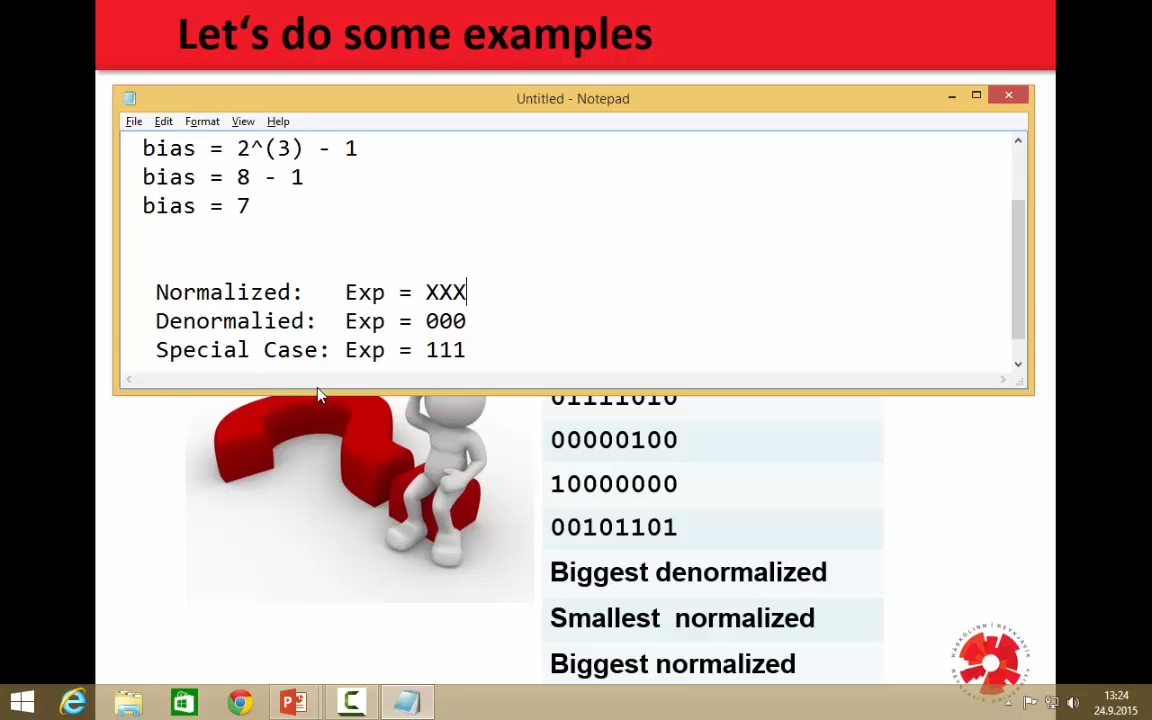 Let‘s do some examples
Untitled - Notepad
File Edit Format View Help
bias = 2^(3) - 1
bias = 8 - 1
bias = 7
Normalized: Exp = XXX
Denormalied: Exp = 000
Special Case: Exp = 111
01111010
00000100
10000000
00101101
Biggest denormalized
Smallest normalized
Biggest normalized
13:24
24.9.2015